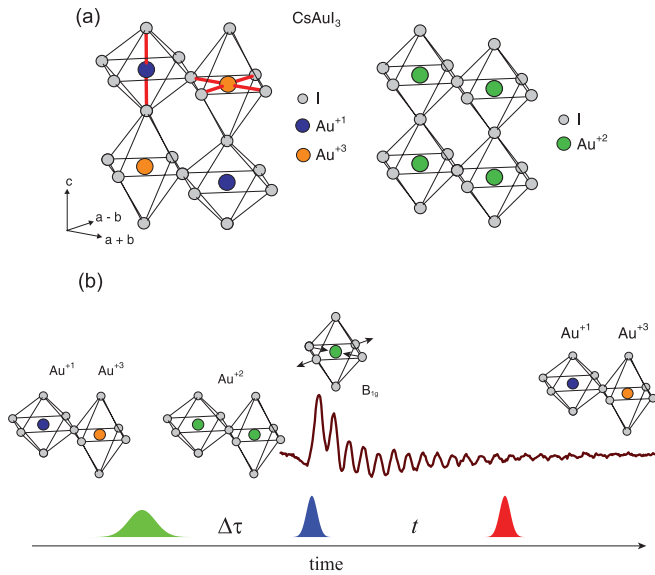 (a)
CsAuI3
I
Au+1
Au+3
I
Au+2
c
a - b
a + b
(b)
Au+1 Au+3
Au+2
B1g
Au+1 Au+3
Δτ
t
time